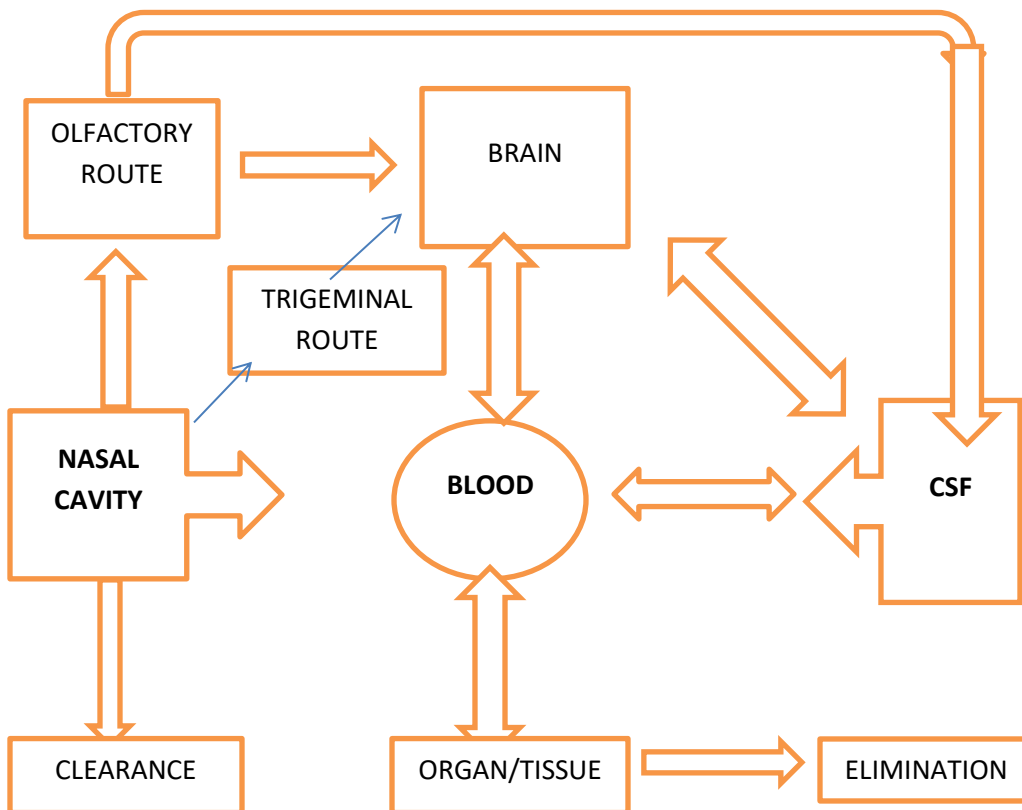 OLFACTORY
ROUTE
BRAIN
TRIGEMINAL
ROUTE
NASAL
CAVITY
BLOOD
CSF
CLEARANCE
ORGAN/TISSUE
ELIMINATION